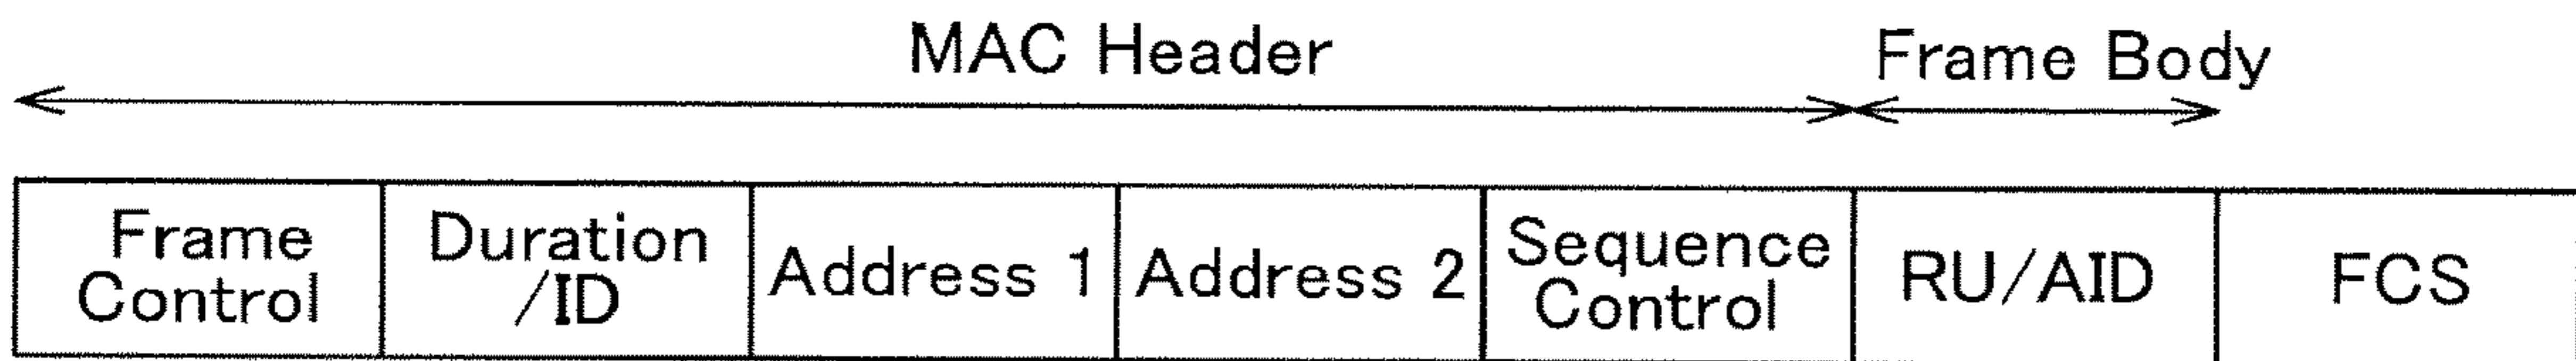 MAC Header
Frame Body
Frame
Control
Duration
/ID
Address 1
Address 2
Sequence
Control
RU/AID
FCS